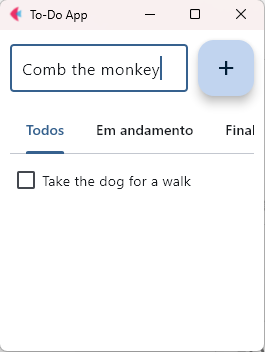 To-Do App
Comb the monkey
+
Todos Em andamento Final
Take the dog for a walk